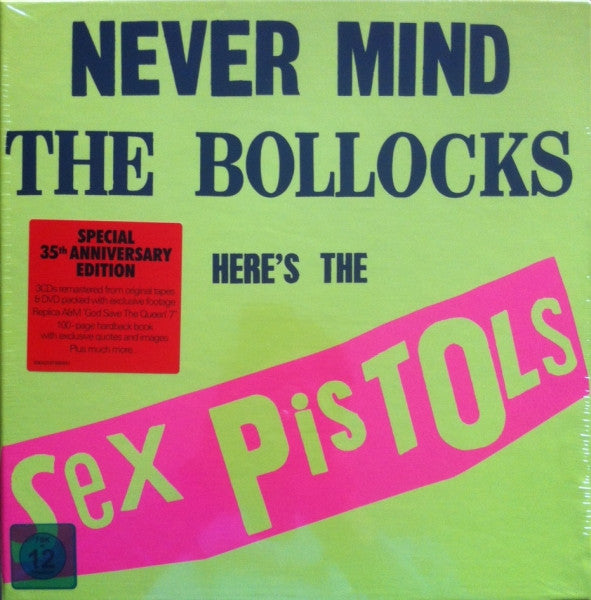 NEVER MIND
THE BOLLOCKS
SPECIAL
35th ANNIVERSARY
EDITION
3CDs remastered from original tapes
& DVD packed with exclusive footage
Replica A&M 'God Save The Queen' 7"
100-page hardback book
with exclusive quotes and images
Plus much more...
HERE'S THE
Sex PisTOLs
FSK
12